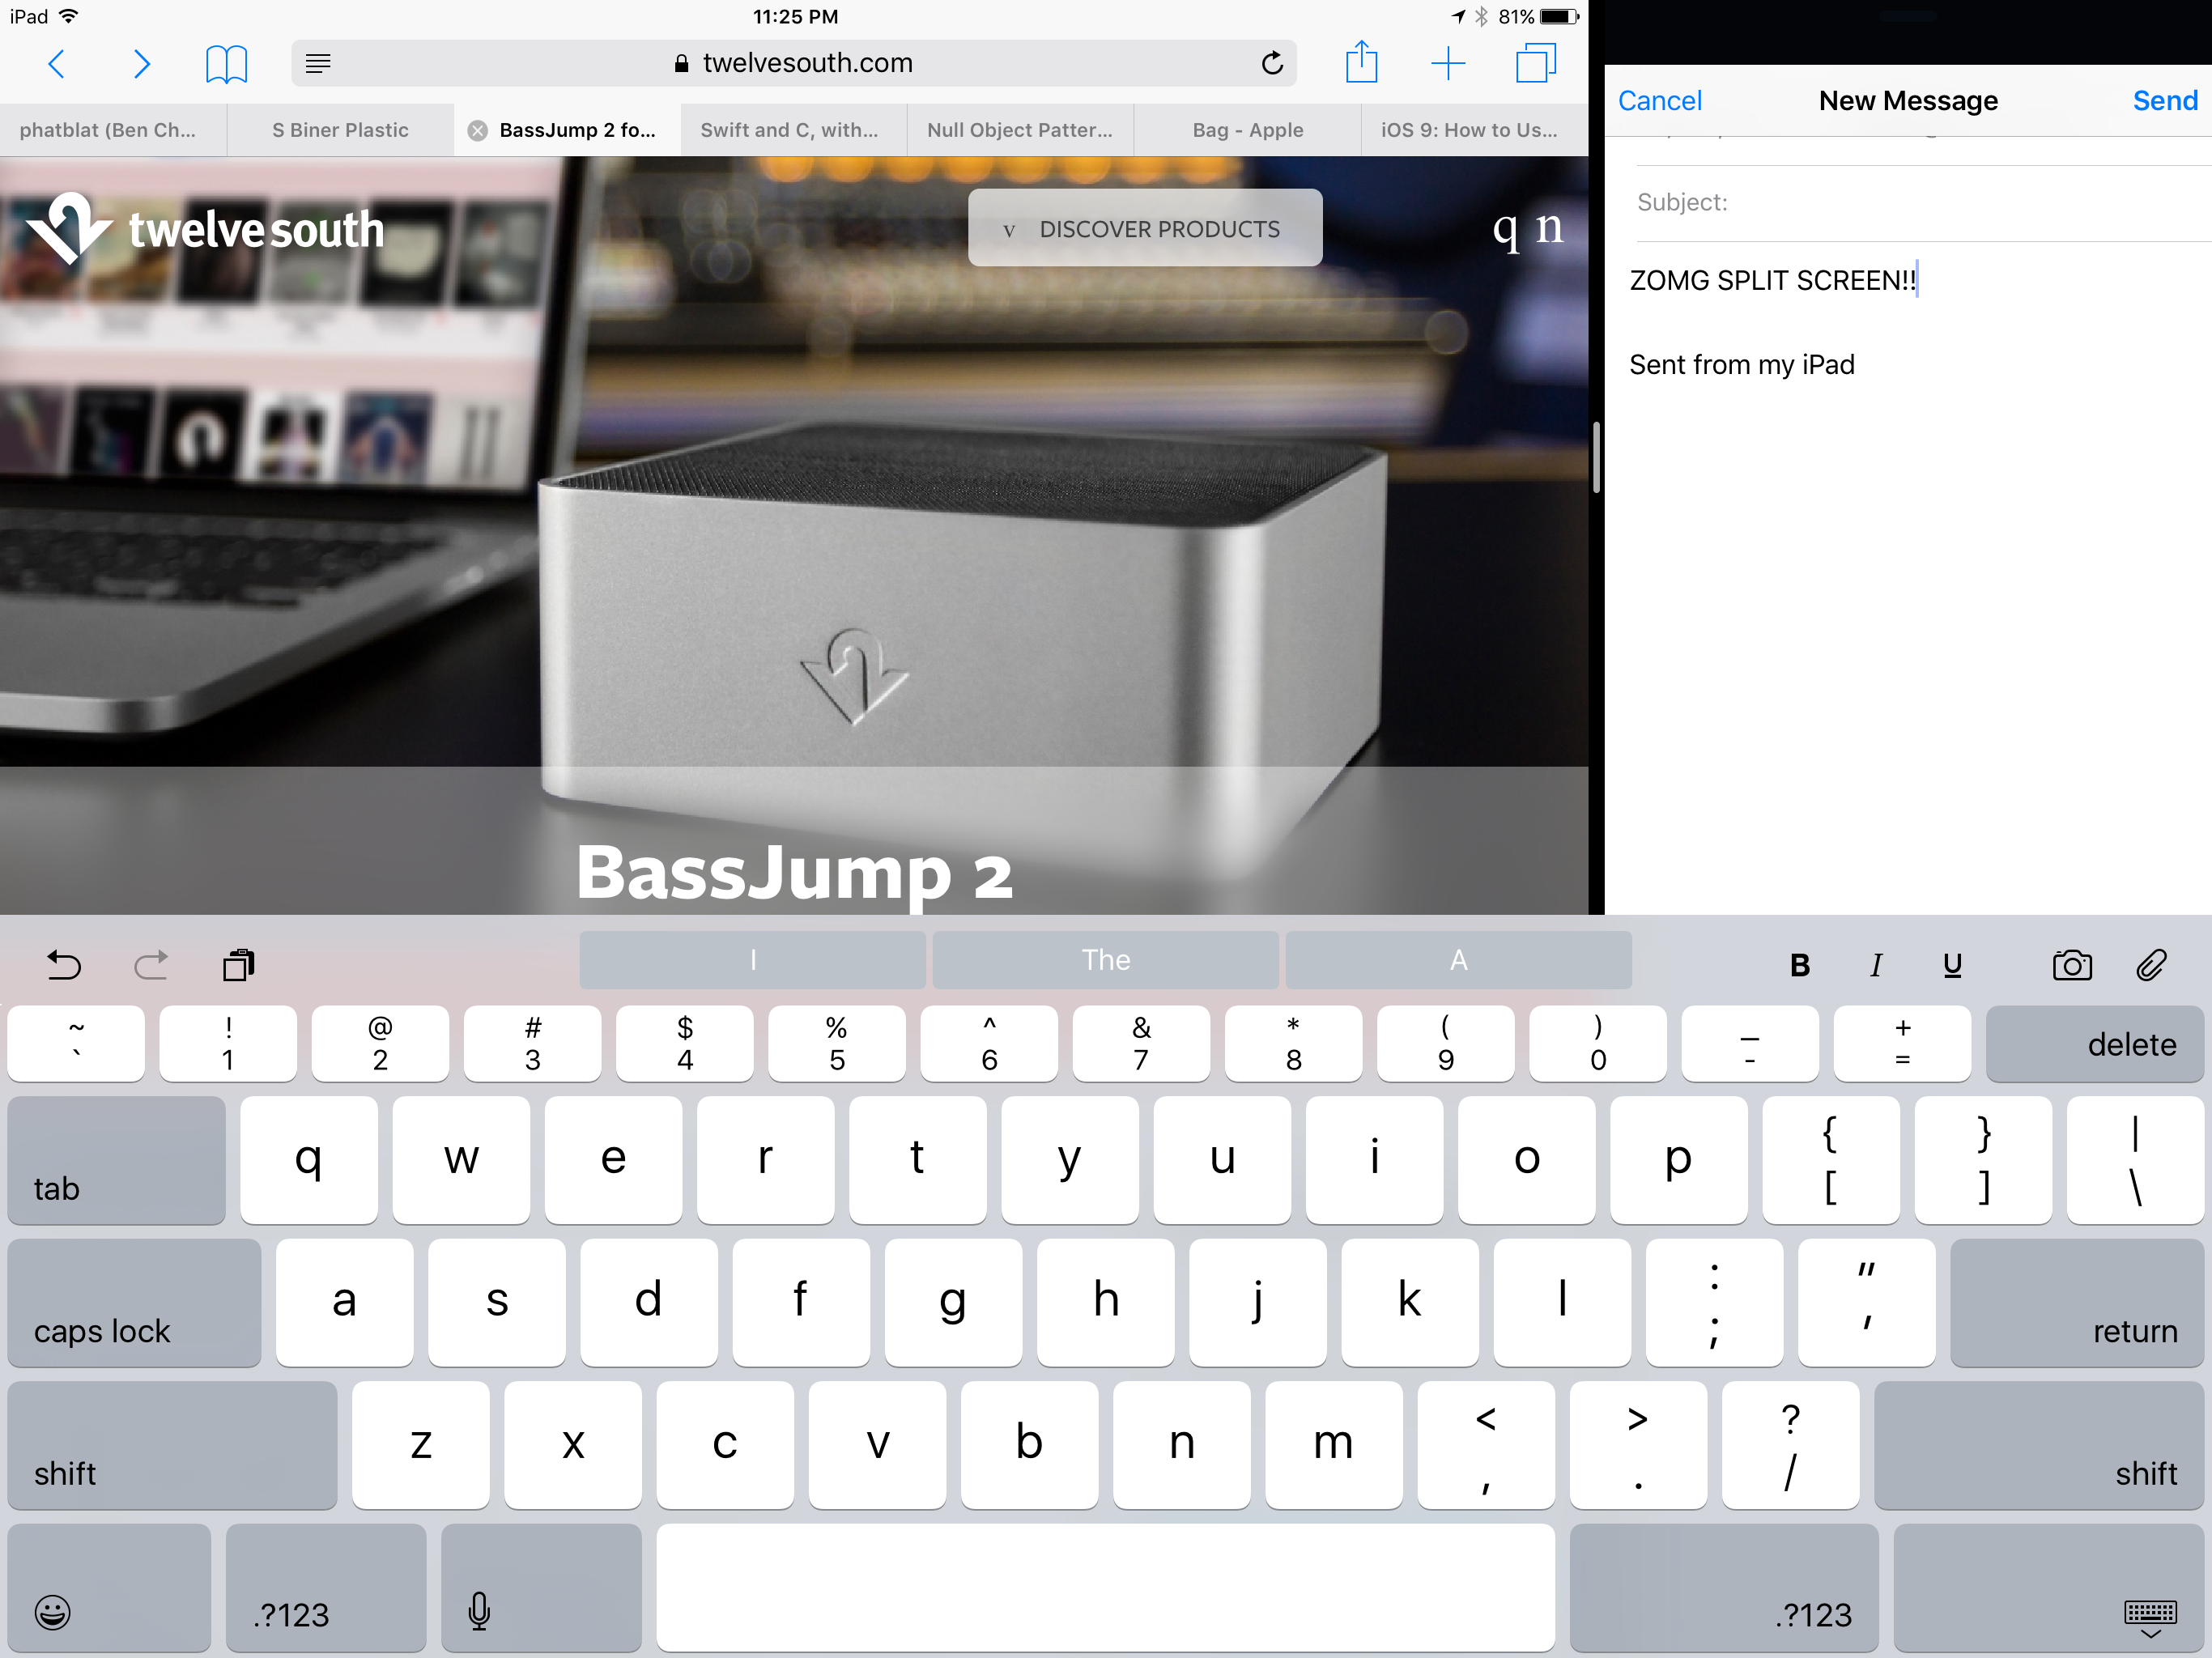 iPad
11:25 PM
81%
twelvesouth.com
phatblat (Ben Ch...
S Biner Plastic
BassJump 2 fo...
Swift and C, with...
Null Object Patter...
Bag - Apple
iOS 9: How to Us...
twelvesouth
v DISCOVER PRODUCTS
q n
BassJump 2
Cancel
New Message
Send
Subject:
ZOMG SPLIT SCREEN!!
Sent from my iPad
I
The
A
B I U
~ ! @ # $ % ^ & * ( ) _ +
` 1 2 3 4 5 6 7 8 9 0 - = delete
tab q w e r t y u i o p { [ } ] | \
caps lock a s d f g h j k l : ; " ' return
shift z x c v b n m < , > . ? / shift
.?123 .?123